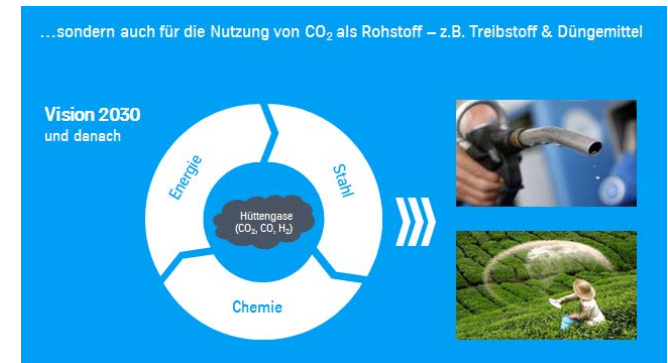 …sondern auch für die Nutzung von CO₂ als Rohstoff – z.B. Treibstoff & Düngemittel
Vision 2030
und danach
Energie
Stahl
Hüttengase
(CO₂, CO, H₂)
Chemie